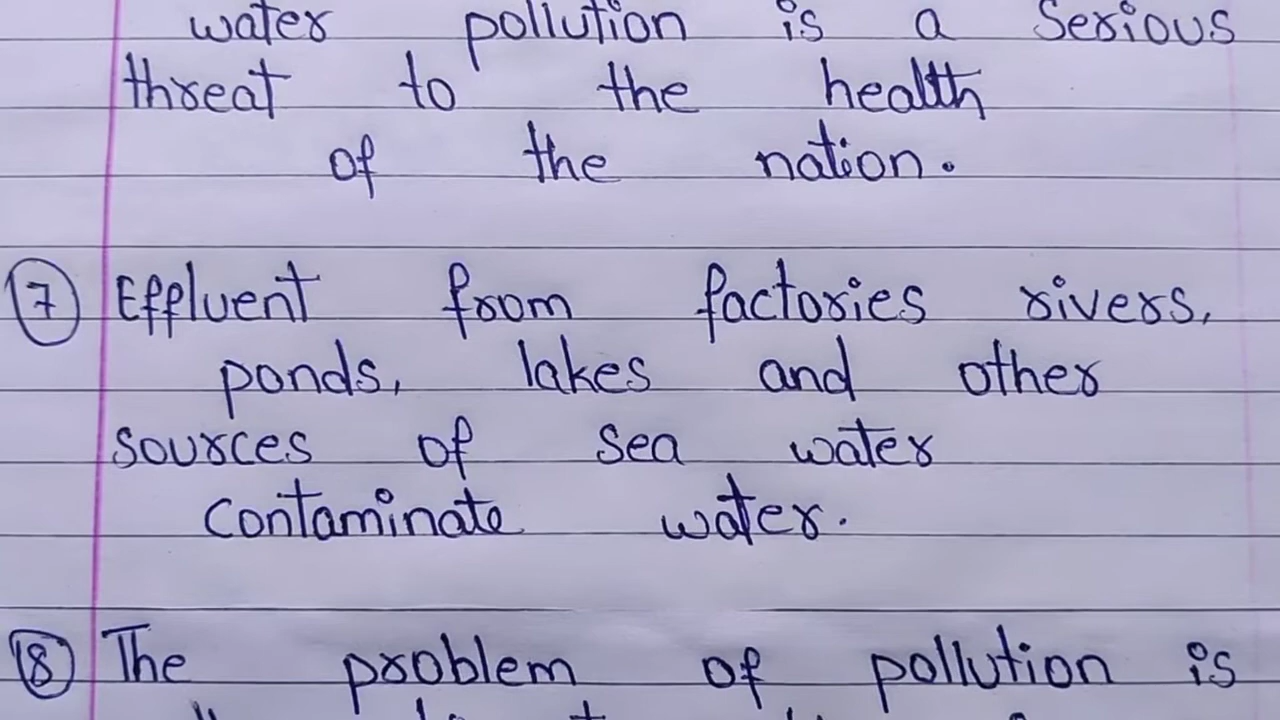 water pollution is a Serious
threat to the health
of the nation.
7 Effluent from factories rivers,
ponds, lakes and other
sources of sea water
contaminate water.
8 The problem of pollution is